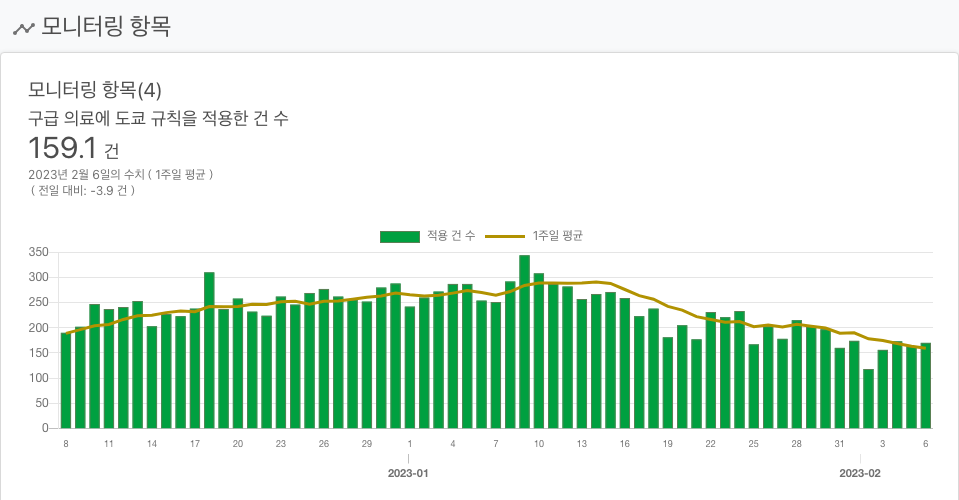 모니터링 항목
모니터링 항목(4)
구급 의료에 도쿄 규칙을 적용한 건 수
159.1 건
2023년 2월 6일의 수치 ( 1주일 평균 )
( 전일 대비: -3.9 건 )
적용 건 수 1주일 평균
350
300
250
200
150
100
50
0
8 11 14 17 20 23 26 29 1 4 7 10 13 16 19 22 25 28 31 3 6
2023-01 2023-02